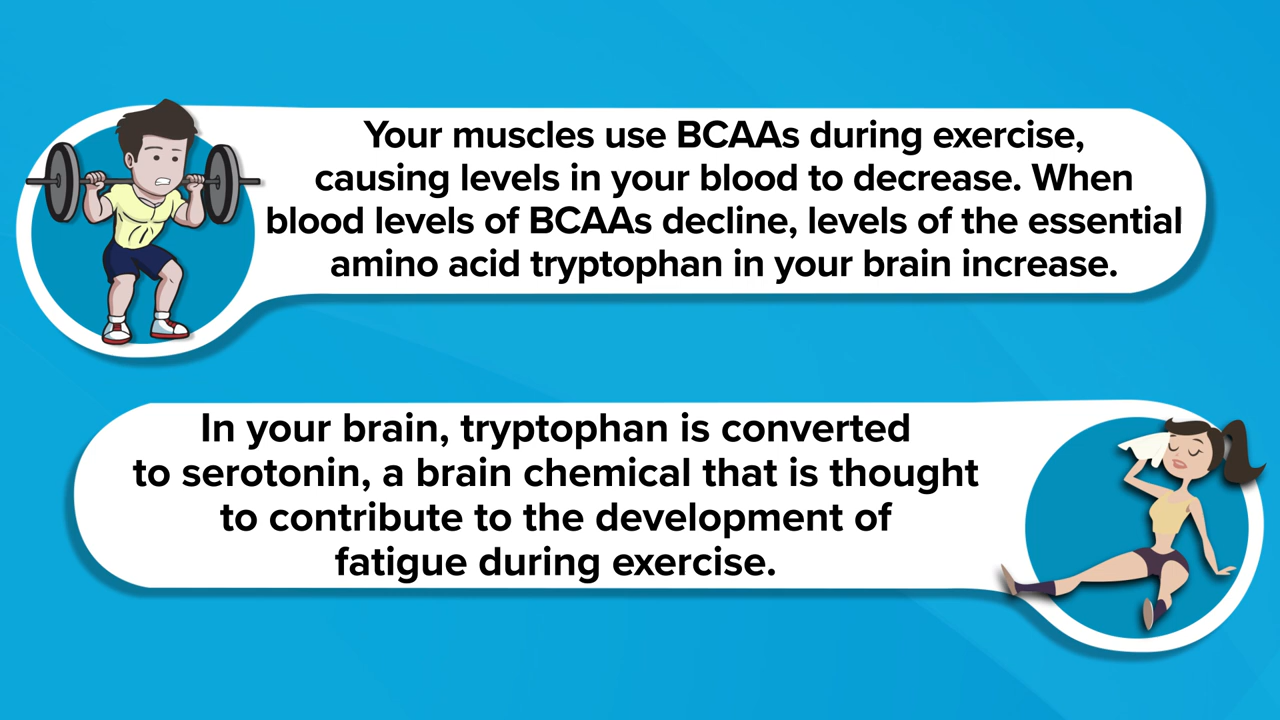 Your muscles use BCAAs during exercise,
causing levels in your blood to decrease. When
blood levels of BCAAs decline, levels of the essential
amino acid tryptophan in your brain increase.
In your brain, tryptophan is converted
to serotonin, a brain chemical that is thought
to contribute to the development of
fatigue during exercise.